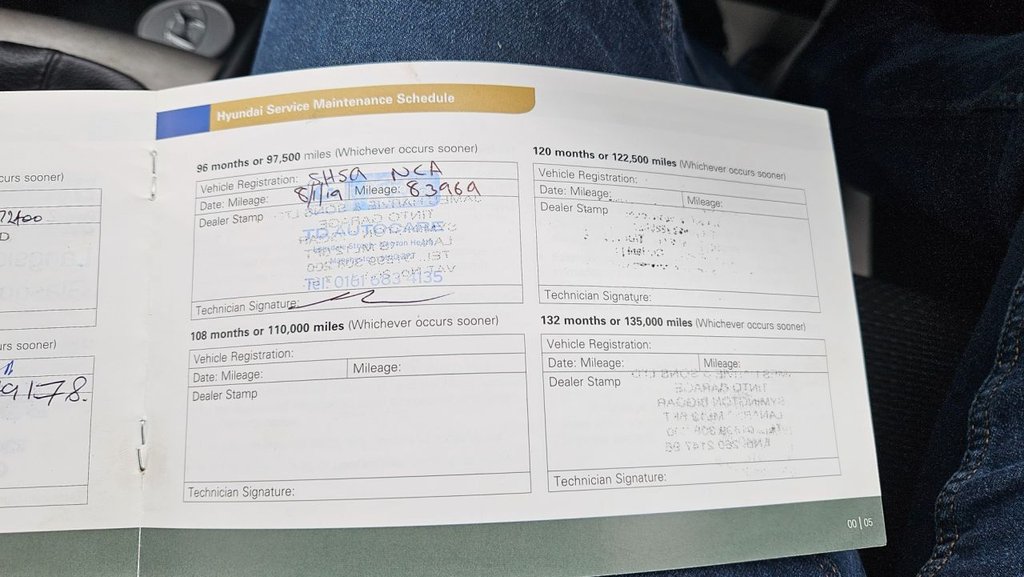 Hyundai Service Maintenance Schedule
curs sooner)
72400
D.
rs sooner)
9178.
96 months or 97,500 miles (Whichever occurs sooner)
Vehicle Registration: SH59 NCA
Date: Mileage: 8/1/19 Mileage: 83969
Dealer Stamp
TD AUTOCARE
Tel: 0161 683 4135
Technician Signature:
108 months or 110,000 miles (Whichever occurs sooner)
Vehicle Registration:
Date: Mileage: Mileage:
Dealer Stamp
Technician Signature:
120 months or 122,500 miles (Whichever occurs sooner)
Vehicle Registration:
Date: Mileage: Mileage:
Dealer Stamp
Technician Signature:
132 months or 135,000 miles (Whichever occurs sooner)
Vehicle Registration:
Date: Mileage: Mileage:
Dealer Stamp
Technician Signature:
00|05